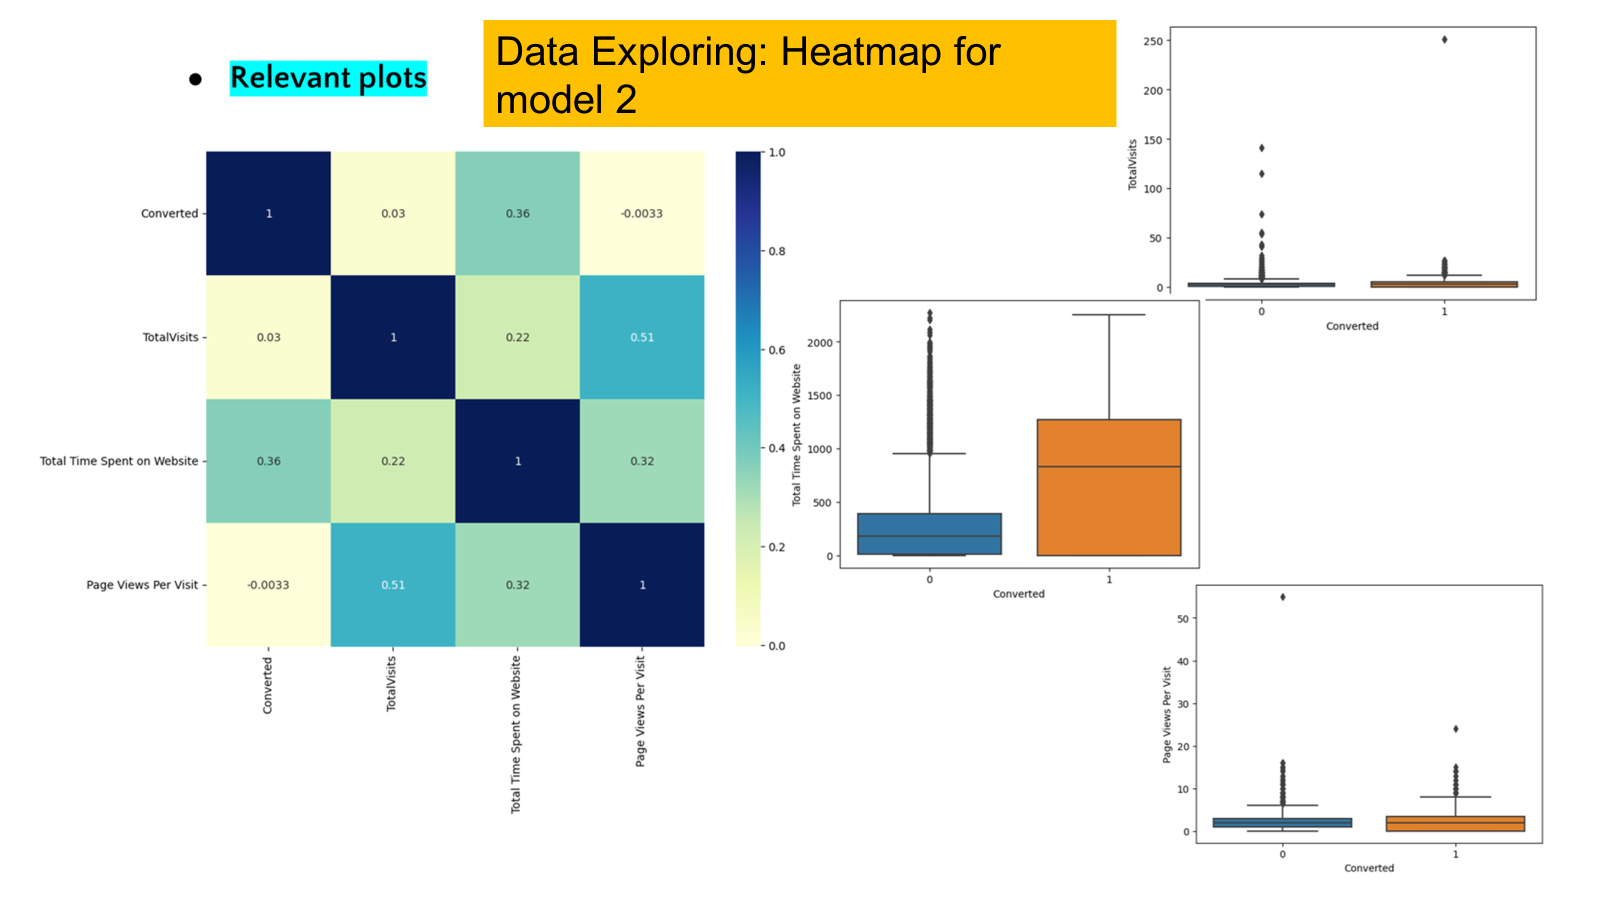 ● Relevant plots
Data Exploring: Heatmap for
model 2
Converted
TotalVisits
Total Time Spent on Website
Page Views Per Visit
1 0.03 0.36 -0.0033
0.03 1 0.22 0.51
0.36 0.22 1 0.32
-0.0033 0.51 0.32 1
Converted
TotalVisits
Total Time Spent on Website
Page Views Per Visit
1.0
0.8
0.6
0.4
0.2
0.0
TotalVisits
250
200
150
100
50
0
0 1
Converted
Total Time Spent on Website
2000
1500
1000
500
0
0 1
Converted
Page Views Per Visit
50
40
30
20
10
0
0 1
Converted